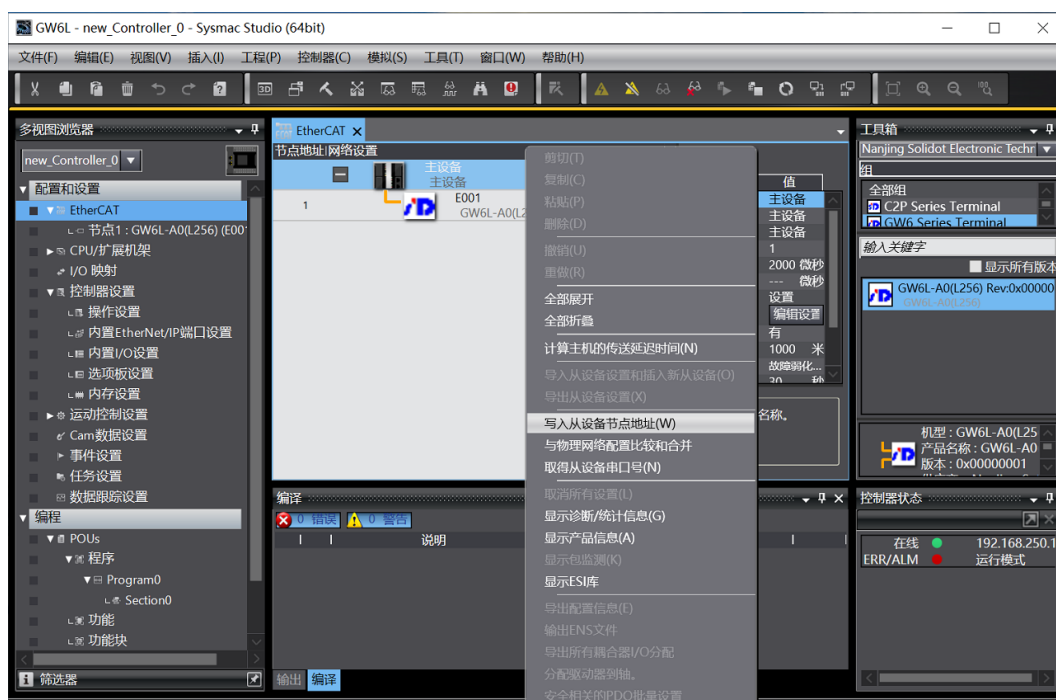 GW6L - new_Controller_0 - Sysmac Studio (64bit)
文件(F) 编辑(E) 视图(V) 插入(I) 工程(P) 控制器(C) 模拟(S) 工具(T) 窗口(W) 帮助(H)
多视图浏览器
new_Controller_0
配置和设置
EtherCAT
节点1 : GW6L-A0(L256) (E00
CPU/扩展机架
I/O 映射
控制器设置
操作设置
内置EtherNet/IP端口设置
内置I/O设置
选项板设置
内存设置
运动控制设置
Cam数据设置
事件设置
任务设置
数据跟踪设置
编程
POUs
程序
Program0
Section0
功能
功能块
筛选器
EtherCAT
节点地址|网络设置
主设备
主设备
1
E001
GW6L-A0(L2
剪切(T)
复制(C)
粘贴(P)
删除(D)
撤销(U)
重做(R)
全部展开
全部折叠
计算主机的传送延迟时间(N)
导入从设备设置和插入新从设备(O)
导出从设备设置(X)
写入从设备节点地址(W)
与物理网络配置比较和合并
取得从设备串口号(N)
取消所有设置(L)
显示诊断/统计信息(G)
显示产品信息(A)
显示包监测(K)
显示ESI库
导出配置信息(E)
输出ENS文件
导出所有耦合器I/O分配
分配驱动器到轴。
安全相关的PDO批量设置
值
主设备
主设备
主设备
1
2000 微秒
--- 微秒
设置
编辑设置
有
1000 米
故障弱化...
30 秒
名称。
编译
0 错误
0 警告
说明
输出
编译
工具箱
Nanjing Solidot Electronic Techr
组
全部组
C2P Series Terminal
GW6 Series Terminal
输入关键字
显示所有版本
GW6L-A0(L256) Rev:0x00000
GW6L-A0(L256)
机型 : GW6L-A0(L25
产品名称 : GW6L-A0
版本 : 0x00000001
控制器状态
在线 192.168.250.1
ERR/ALM 运行模式